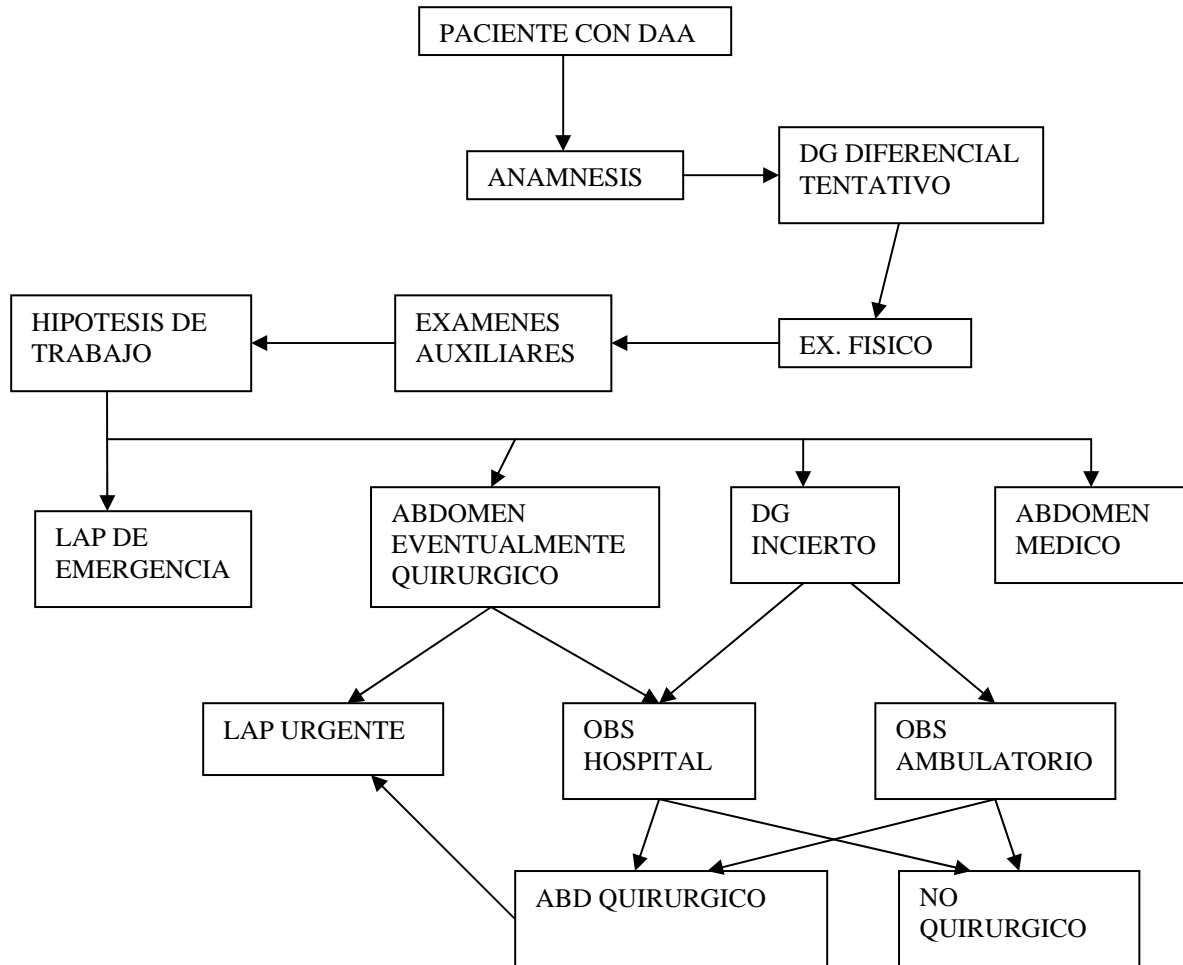 PACIENTE CON DAA
ANAMNESIS
DG DIFERENCIAL
TENTATIVO
HIPOTESIS DE
TRABAJO
EXAMENES
AUXILIARES
EX. FISICO
LAP DE
EMERGENCIA
ABDOMEN
EVENTUALMENTE
QUIRURGICO
DG
INCIERTO
ABDOMEN
MEDICO
LAP URGENTE
OBS
HOSPITAL
OBS
AMBULATORIO
ABD QUIRURGICO
NO
QUIRURGICO